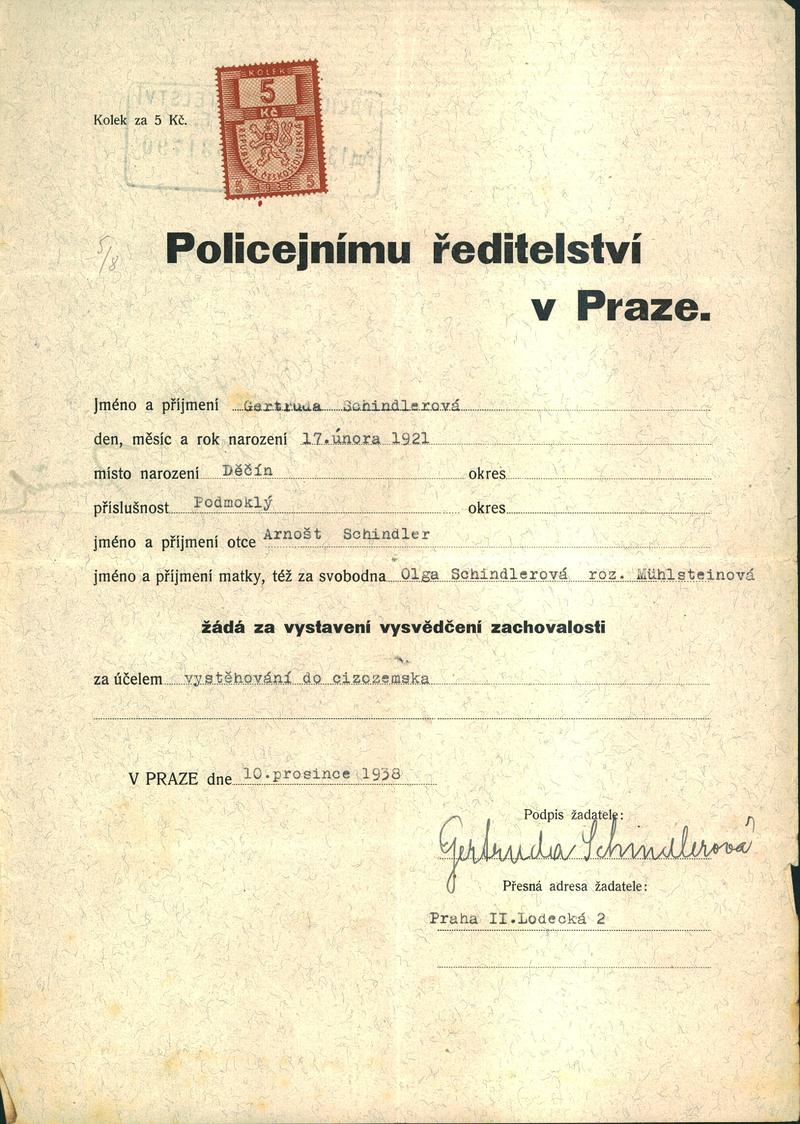 Kolek za 5 Kč.
KOLEK
5
Kč
REPUBLIKA ČESKOSLOVENSKÁ
5 1938 5
5/8
Policejnímu ředitelství
v Praze.
Jméno a příjmení Gertruda Schindlerová
den, měsíc a rok narození 17.února 1921
místo narození Děčín okres
příslušnost Podmoklý okres
jméno a příjmení otce Arnošt Schindler
jméno a příjmení matky, též za svobodna Olga Schindlerová roz. Mühlsteinová
žádá za vystavení vysvědčení zachovalosti
za účelem vystěhování do cizozemska
V PRAZE dne 10.prosince 1938
Podpis žadatele:
Gertruda Schindlerová
Přesná adresa žadatele:
Praha II.Lodecká 2